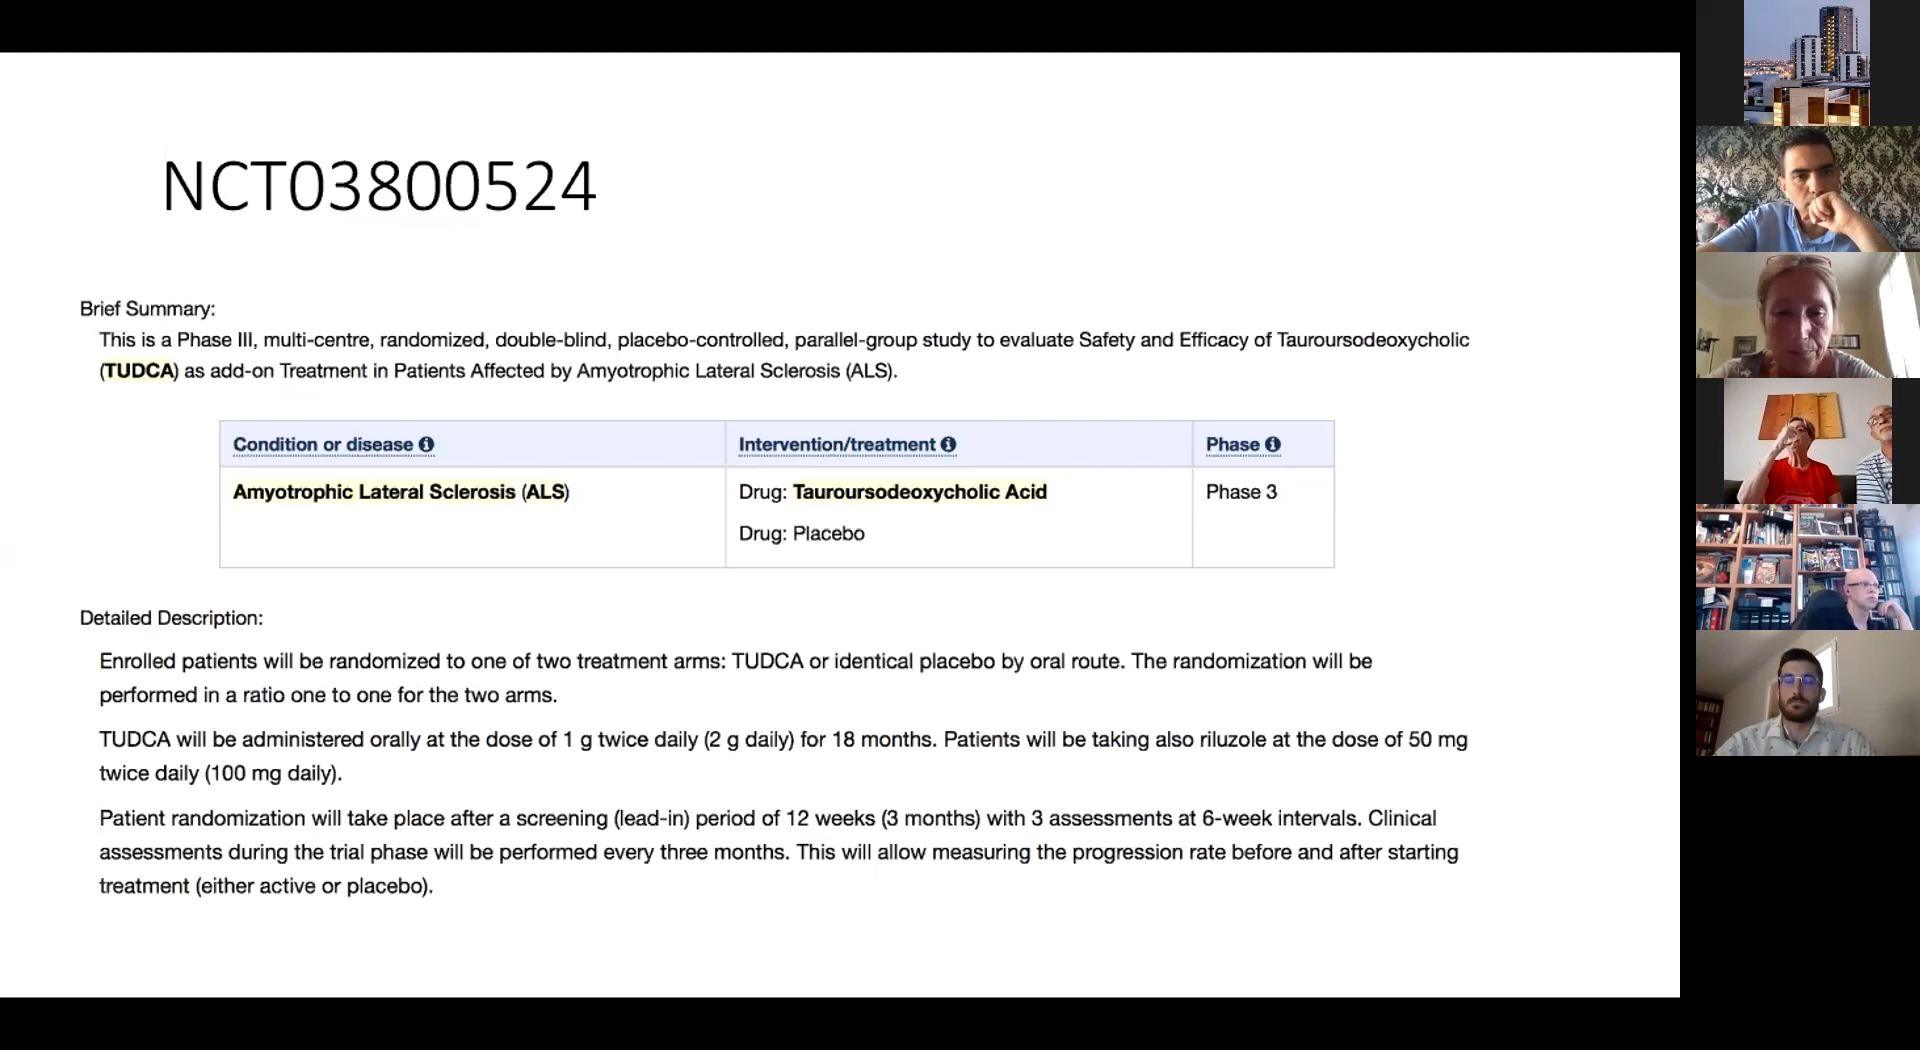 NCT03800524
Brief Summary:
This is a Phase III, multi-centre, randomized, double-blind, placebo-controlled, parallel-group study to evaluate Safety and Efficacy of Tauroursodeoxycholic
(TUDCA) as add-on Treatment in Patients Affected by Amyotrophic Lateral Sclerosis (ALS).
Condition or disease Intervention/treatment Phase
Amyotrophic Lateral Sclerosis (ALS) Drug: Tauroursodeoxycholic Acid Phase 3
Drug: Placebo
Detailed Description:
Enrolled patients will be randomized to one of two treatment arms: TUDCA or identical placebo by oral route. The randomization will be
performed in a ratio one to one for the two arms.
TUDCA will be administered orally at the dose of 1 g twice daily (2 g daily) for 18 months. Patients will be taking also riluzole at the dose of 50 mg
twice daily (100 mg daily).
Patient randomization will take place after a screening (lead-in) period of 12 weeks (3 months) with 3 assessments at 6-week intervals. Clinical
assessments during the trial phase will be performed every three months. This will allow measuring the progression rate before and after starting
treatment (either active or placebo).